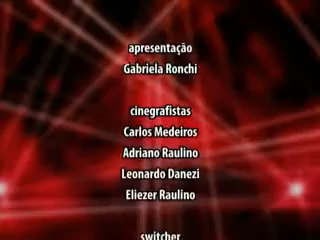 apresentação
Gabriela Ronchi
cinegrafistas
Carlos Medeiros
Adriano Raulino
Leonardo Danezi
Eliezer Raulino
switcher